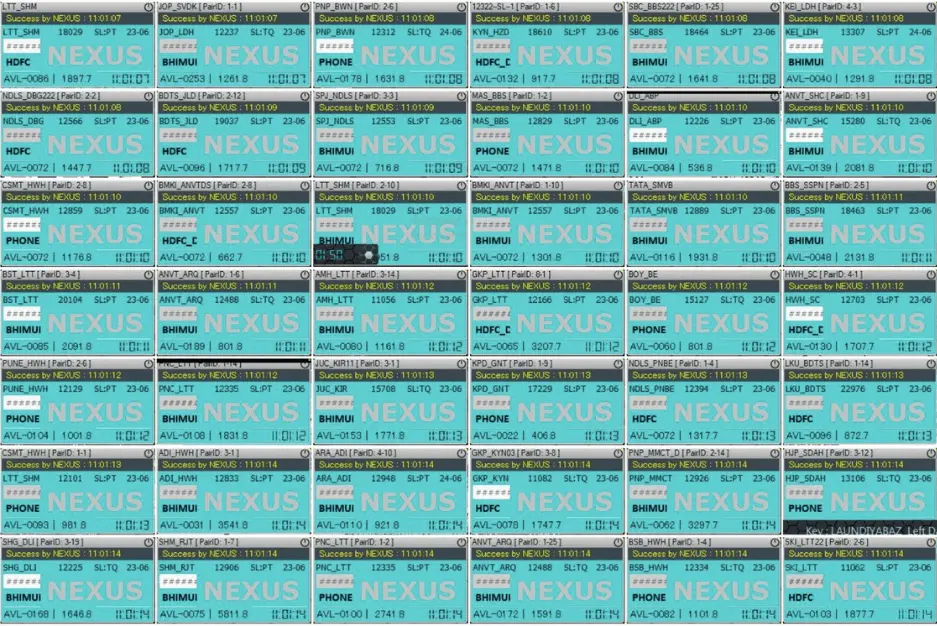 LTT_SHM
Success by NEXUS : 11:01:07
LTT_SHM 18029 SL:PT 23-06
#####
HDFC NEXUS
AVL-0086 | 1897.7 11:01:07
JOP_SVDK [ PairID: 1-1 ]
Success by NEXUS : 11:01:07
JOP_LDH 12237 SL:TQ 23-06
#####
BHIMUI NEXUS
AVL-0253 | 1261.8 11:01:07
PNP_BWN [ PairID: 2-6 ]
Success by NEXUS : 11:01:08
PNP_BWN 12312 SL:TQ 24-06
#####
PHONE NEXUS
AVL-0178 | 1631.8 11:01:08
12322-SL-1 [ PairID: 1-6 ]
Success by NEXUS : 11:01:08
KYN_HZD 18610 SL:PT 23-06
#####
HDFC_D NEXUS
AVL-0132 | 917.7 11:01:08
SBC_BBS222 [ PairID: 1-25 ]
Success by NEXUS : 11:01:08
SBC_BBS 18464 SL:PT 23-06
#####
BHIMUI NEXUS
AVL-0072 | 1641.8 11:01:08
KEI_LDH [ PairID: 4-3 ]
Success by NEXUS : 11:01:08
KEI_LDH 13307 SL:PT 24-06
#####
BHIMUI NEXUS
AVL-0040 | 1291.8 11:01:08
NDLS_DBG222 [ PairID: 2-2 ]
Success by NEXUS : 11:01:08
NDLS_DBG 12566 SL:PT 23-06
#####
HDFC NEXUS
AVL-0072 | 1447.7 11:01:08
BDTS_JLD [ PairID: 2-12 ]
Success by NEXUS : 11:01:09
BDTS_JLD 19037 SL:PT 23-06
#####
HDFC NEXUS
AVL-0096 | 1717.7 11:01:09
SPJ_NDLS [ PairID: 3-3 ]
Success by NEXUS : 11:01:09
SPJ_NDLS 12553 SL:PT 23-06
#####
BHIMUI NEXUS
AVL-0072 | 716.8 11:01:09
MAS_BBS [ PairID: 1-2 ]
Success by NEXUS : 11:01:10
MAS_BBS 12829 SL:PT 23-06
#####
PHONE NEXUS
AVL-0072 | 1471.8 11:01:10
DLI_ABP
Success by NEXUS : 11:01:10
DLI_ABP 12226 SL:PT 23-06
#####
BHIMUI NEXUS
AVL-0084 | 536.8 11:01:10
ANVT_SHC [ PairID: 1-9 ]
Success by NEXUS : 11:01:10
ANVT_SHC 15280 SL:TQ 23-06
#####
BHIMUI NEXUS
AVL-0139 | 2081.8 11:01:10
CSMT_HWH [ PairID: 2-8 ]
Success by NEXUS : 11:01:10
CSMT_HWH 12859 SL:PT 23-06
#####
PHONE NEXUS
AVL-0072 | 1176.8 11:01:10
BMKI_ANVTDS [ PairID: 2-8 ]
Success by NEXUS : 11:01:10
BMKI_ANVT 12557 SL:PT 23-06
#####
HDFC_D NEXUS
AVL-0072 | 662.7 11:01:10
LTT_SHM [ PairID: 2-10 ]
Success by NEXUS : 11:01:10
LTT_SHM 18029 SL:PT 23-06
#####
BHIMUI NEXUS
01:50 51.8 11:01:10
BMKI_ANVT [ PairID: 1-10 ]
Success by NEXUS : 11:01:10
BMKI_ANVT 12557 SL:PT 23-06
#####
BHIMUI NEXUS
AVL-0072 | 1301.8 11:01:10
TATA_SMVB
Success by NEXUS : 11:01:10
TATA_SMVB 12889 SL:PT 23-06
#####
BHIMUI NEXUS
AVL-0116 | 1931.8 11:01:10
BBS_SSPN [ PairID: 2-5 ]
Success by NEXUS : 11:01:11
BBS_SSPN 18463 SL:PT 23-06
#####
BHIMUI NEXUS
AVL-0048 | 2131.8 11:01:11
BST_LTT [ PairID: 3-4 ]
Success by NEXUS : 11:01:11
BST_LTT 20104 SL:PT 23-06
#####
BHIMUI NEXUS
AVL-0085 | 2091.8 11:01:11
ANVT_ARQ [ PairID: 1-6 ]
Success by NEXUS : 11:01:11
ANVT_ARQ 12488 SL:TQ 23-06
#####
BHIMUI NEXUS
AVL-0189 | 801.8 11:01:11
AMH_LTT [ PairID: 3-14 ]
Success by NEXUS : 11:01:12
AMH_LTT 11056 SL:PT 23-06
#####
BHIMUI NEXUS
AVL-0080 | 1161.8 11:01:12
GKP_LTT [ PairID: 8-1 ]
Success by NEXUS : 11:01:12
GKP_LTT 12166 SL:PT 23-06
#####
HDFC_D NEXUS
AVL-0065 | 3207.7 11:01:12
BOY_BE
Success by NEXUS : 11:01:12
BOY_BE 15127 SL:TQ 23-06
#####
PHONE NEXUS
AVL-0060 | 801.8 11:01:12
HWH_SC [ PairID: 4-1 ]
Success by NEXUS : 11:01:12
HWH_SC 12703 SL:PT 23-06
#####
HDFC_D NEXUS
AVL-0130 | 1707.7 11:01:12
PUNE_HWH [ PairID: 2-6 ]
Success by NEXUS : 11:01:12
PUNE_HWH 12129 SL:PT 23-06
#####
PHONE NEXUS
AVL-0104 | 1001.8 11:01:12
PNC_LTT [ PairID: 1-14 ]
Success by NEXUS : 11:01:12
PNC_LTT 12335 SL:PT 23-06
#####
BHIMUI NEXUS
AVL-0108 | 1831.8 11:01:12
JUC_KIR11 [ PairID: 3-1 ]
Success by NEXUS : 11:01:13
JUC_KIR 15708 SL:TQ 23-06
#####
BHIMUI NEXUS
AVL-0153 | 1771.8 11:01:13
KPD_GNT [ PairID: 1-9 ]
Success by NEXUS : 11:01:13
KPD_GNT 17229 SL:PT 23-06
#####
PHONE NEXUS
AVL-0022 | 406.8 11:01:13
NDLS_PNBE [ PairID: 1-4 ]
Success by NEXUS : 11:01:13
NDLS_PNBE 12394 SL:PT 23-06
#####
HDFC NEXUS
AVL-0072 | 1317.7 11:01:13
LKU_BDTS [ PairID: 1-14 ]
Success by NEXUS : 11:01:13
LKU_BDTS 22976 SL:PT 23-06
#####
HDFC NEXUS
AVL-0096 | 872.7 11:01:13
CSMT_HWH [ PairID: 1-1 ]
Success by NEXUS : 11:01:13
LTT_SHM 12101 SL:PT 23-06
#####
PHONE NEXUS
AVL-0093 | 981.8 11:01:13
ADI_HWH [ PairID: 3-1 ]
Success by NEXUS : 11:01:14
ADI_HWH 12833 SL:PT 23-06
#####
PHONE NEXUS
AVL-0031 | 3541.8 11:01:14
ARA_ADI [ PairID: 4-10 ]
Success by NEXUS : 11:01:14
ARA_ADI 12948 SL:PT 24-06
#####
PHONE NEXUS
AVL-0110 | 921.8 11:01:14
GKP_KYN03 [ PairID: 3-8 ]
Success by NEXUS : 11:01:14
GKP_KYN 11082 SL:TQ 23-06
#####
HDFC NEXUS
AVL-0078 | 1747.7 11:01:14
PNP_MMCT_D [ PairID: 2-14 ]
Success by NEXUS : 11:01:14
PNP_MMCT 12926 SL:PT 23-06
#####
PHONE NEXUS
AVL-0062 | 3297.7 11:01:14
HJP_SDAH [ PairID: 3-12 ]
Success by NEXUS : 11:01:14
HJP_SDAH 13106 SL:TQ 23-06
#####
PHONE NEXUS
Key : LAUNDIYABAZ Left D
SHG_DLI [ PairID: 3-19 ]
Success by NEXUS : 11:01:14
SHG_DLI 12225 SL:TQ 23-06
#####
BHIMUI NEXUS
AVL-0168 | 1646.8 11:01:14
SHM_RJT [ PairID: 1-7 ]
Success by NEXUS : 11:01:14
SHM_RJT 12906 SL:PT 23-06
#####
BHIMUI NEXUS
AVL-0075 | 5811.8 11:01:14
PNC_LTT [ PairID: 1-2 ]
Success by NEXUS : 11:01:14
PNC_LTT 12335 SL:PT 23-06
#####
PHONE NEXUS
AVL-0100 | 2741.8 11:01:14
ANVT_ARQ [ PairID: 1-25 ]
Success by NEXUS : 11:01:14
ANVT_ARQ 12488 SL:TQ 23-06
#####
BHIMUI NEXUS
AVL-0172 | 1591.8 11:01:14
BSB_HWH [ PairID: 1-4 ]
Success by NEXUS : 11:01:14
BSB_HWH 12334 SL:TQ 23-06
#####
PHONE NEXUS
AVL-0082 | 1101.8 11:01:14
SKI_LTT22 [ PairID: 2-6 ]
Success by NEXUS : 11:01:14
SKI_LTT 11062 SL:PT 23-06
#####
HDFC NEXUS
AVL-0103 | 1877.7 11:01:14